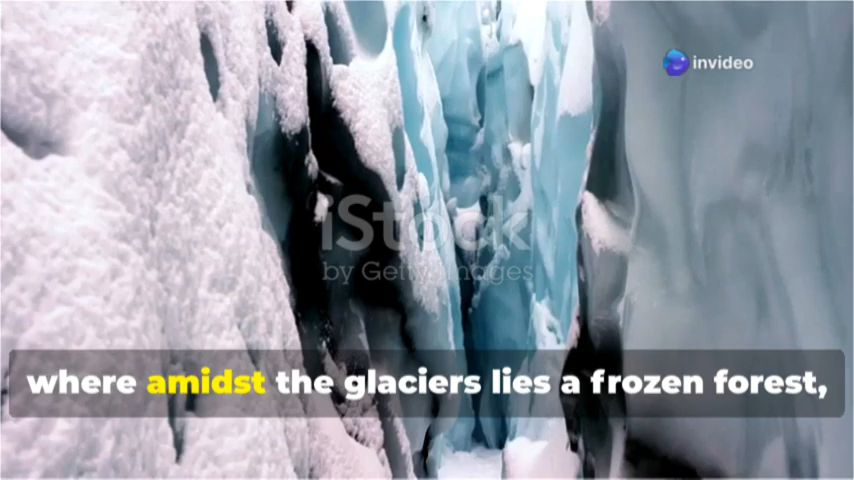 invideo
iStock
by Getty Images
where amidst the glaciers lies a frozen forest,